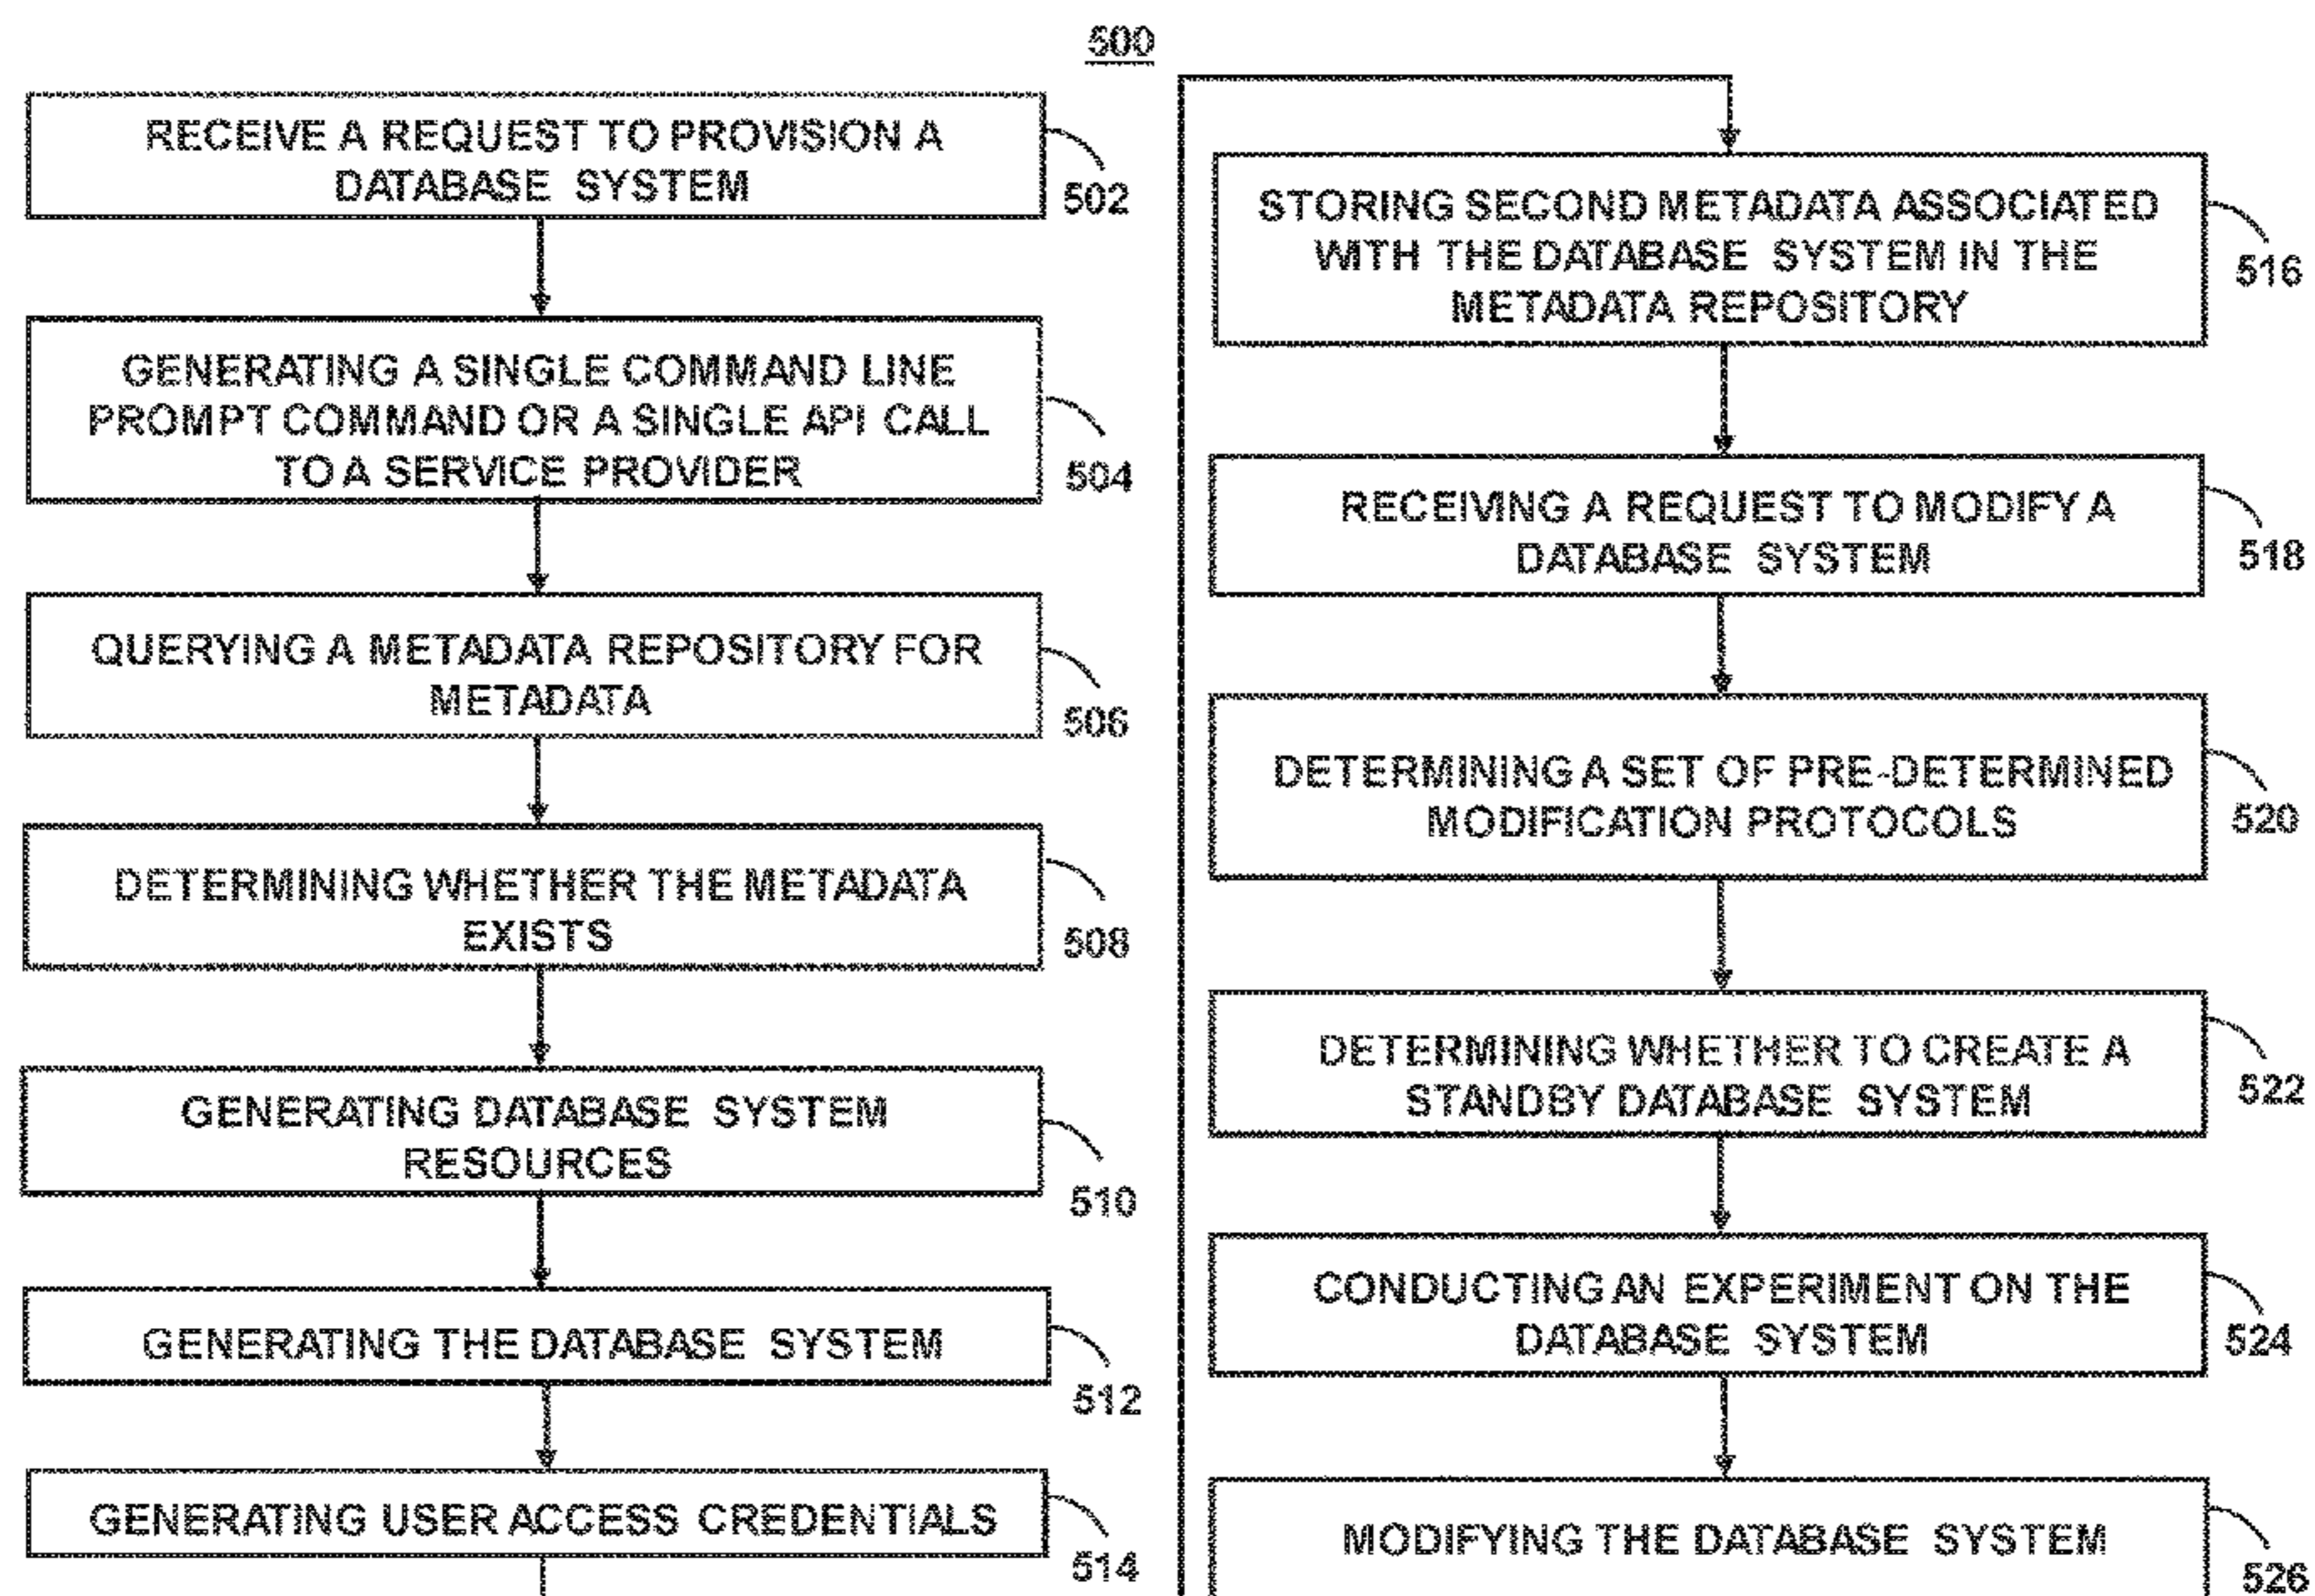 500
RECEIVE A REQUEST TO PROVISION A
DATABASE SYSTEM
502
GENERATING A SINGLE COMMAND LINE
PROMPT COMMAND OR A SINGLE API CALL
TO A SERVICE PROVIDER
504
QUERYING A METADATA REPOSITORY FOR
METADATA
506
DETERMINING WHETHER THE METADATA
EXISTS
508
GENERATING DATABASE SYSTEM
RESOURCES
510
GENERATING THE DATABASE SYSTEM
512
GENERATING USER ACCESS CREDENTIALS
514
STORING SECOND METADATA ASSOCIATED
WITH THE DATABASE SYSTEM IN THE
METADATA REPOSITORY
516
RECEIVING A REQUEST TO MODIFY A
DATABASE SYSTEM
518
DETERMINING A SET OF PRE-DETERMINED
MODIFICATION PROTOCOLS
520
DETERMINING WHETHER TO CREATE A
STANDBY DATABASE SYSTEM
522
CONDUCTING AN EXPERIMENT ON THE
DATABASE SYSTEM
524
MODIFYING THE DATABASE SYSTEM
526